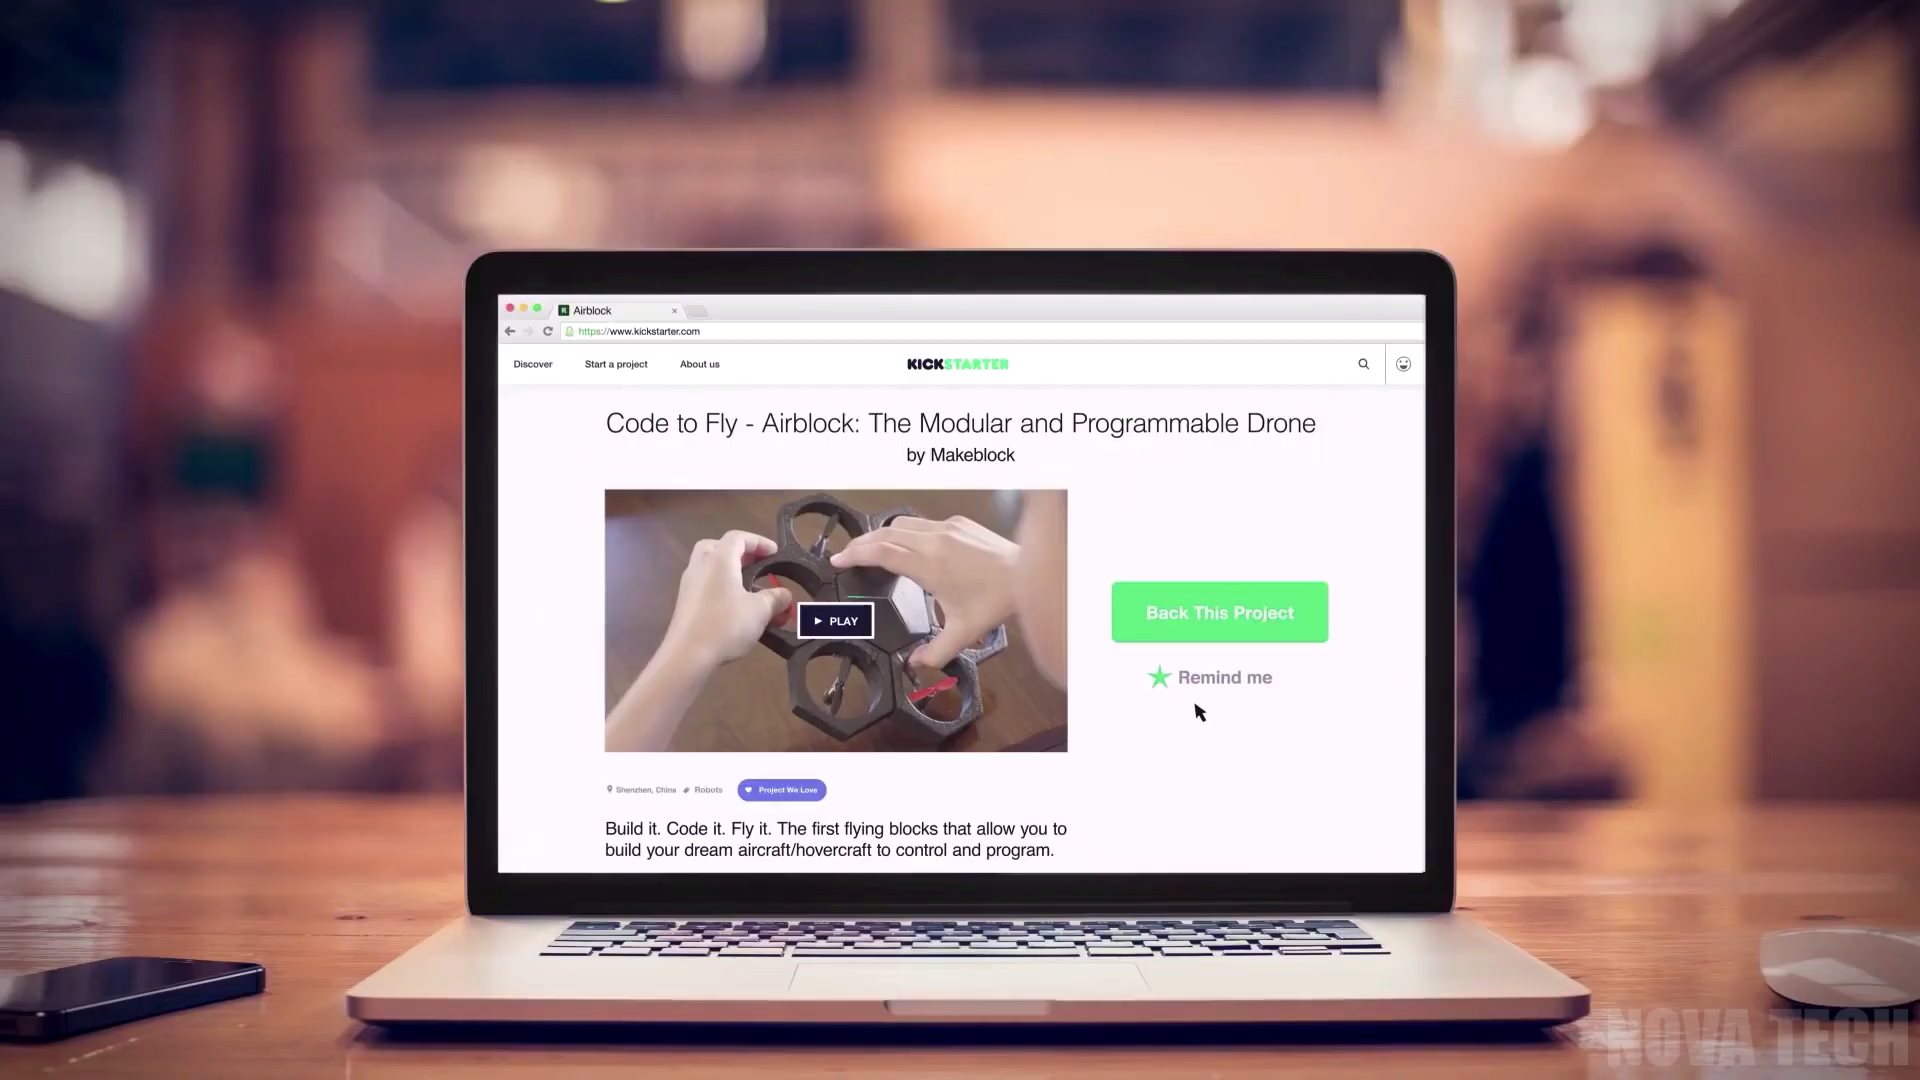 Airblock
https://www.kickstarter.com
Discover Start a project About us KICKSTARTER
Code to Fly - Airblock: The Modular and Programmable Drone
by Makeblock
PLAY
Back This Project
Remind me
Shenzhen, China Robots Project We Love
Build it. Code it. Fly it. The first flying blocks that allow you to
build your dream aircraft/hovercraft to control and program.
NOVA TECH